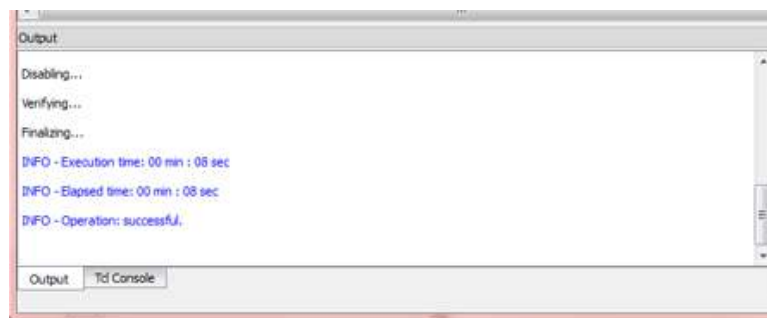 Output
Disabling...
Verifying...
Finalizing...
INFO - Execution time: 00 min : 08 sec
INFO - Elapsed time: 00 min : 08 sec
INFO - Operation: successful.
Output Tcl Console